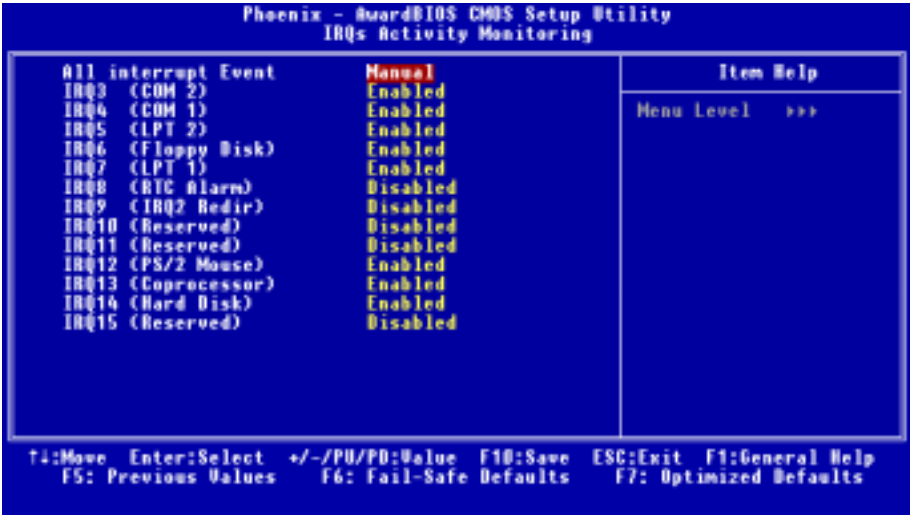 Phoenix - AwardBIOS CMOS Setup Utility
IRQs Activity Monitoring
All interrupt Event Manual
IRQ3 (COM 2) Enabled
IRQ4 (COM 1) Enabled
IRQ5 (LPT 2) Enabled
IRQ6 (Floppy Disk) Enabled
IRQ7 (LPT 1) Enabled
IRQ8 (RTC Alarm) Disabled
IRQ9 (IRQ2 Redir) Disabled
IRQ10 (Reserved) Disabled
IRQ11 (Reserved) Disabled
IRQ12 (PS/2 Mouse) Enabled
IRQ13 (Coprocessor) Enabled
IRQ14 (Hard Disk) Enabled
IRQ15 (Reserved) Disabled
Item Help
Menu Level ▸▸▸
↑↓:Move Enter:Select +/-/PU/PD:Value F10:Save ESC:Exit F1:General Help
F5: Previous Values F6: Fail-Safe Defaults F7: Optimized Defaults